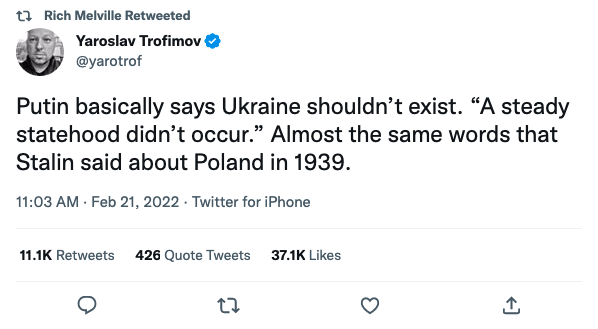 Rich Melville Retweeted
Yaroslav Trofimov
@yarotrof
Putin basically says Ukraine shouldn’t exist. “A steady
statehood didn’t occur.” Almost the same words that
Stalin said about Poland in 1939.
11:03 AM · Feb 21, 2022 · Twitter for iPhone
11.1K Retweets 426 Quote Tweets 37.1K Likes